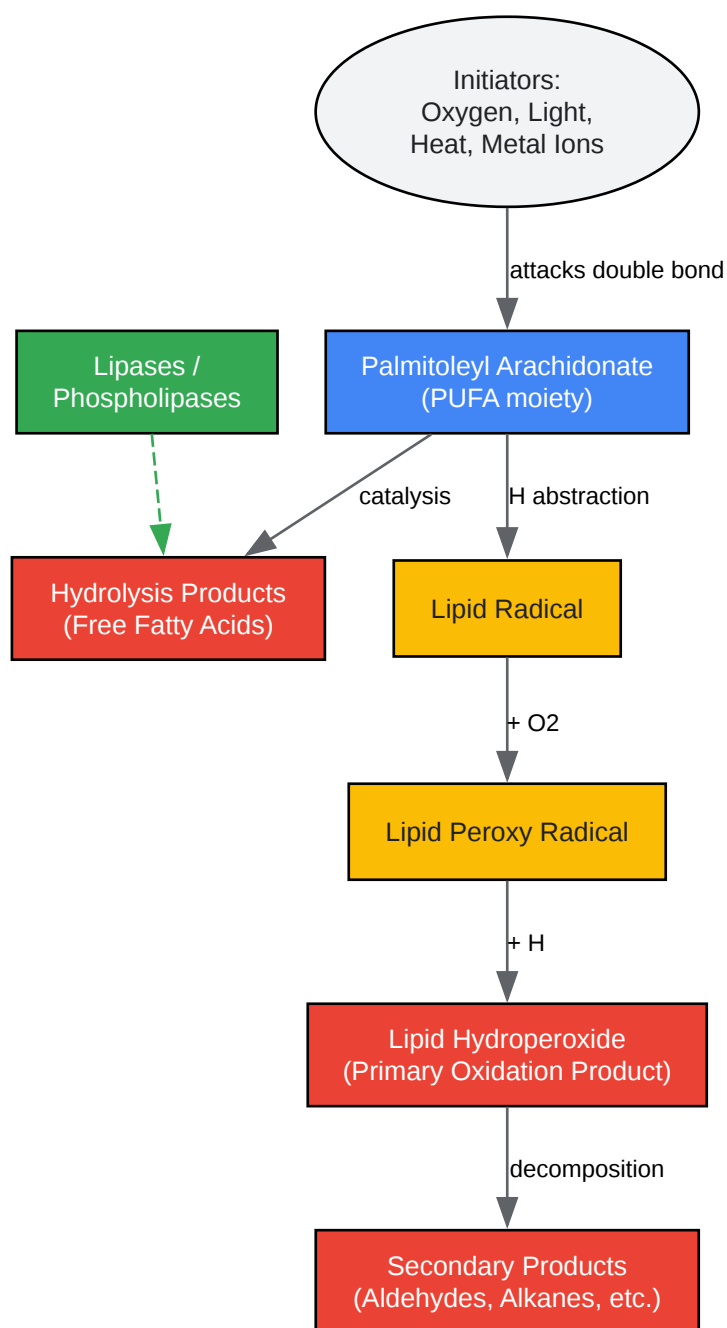 Initiators:
Oxygen, Light,
Heat, Metal Ions
attacks double bond
Lipases /
Phospholipases
Palmitoleyl Arachidonate
(PUFA moiety)
catalysis
H abstraction
Hydrolysis Products
(Free Fatty Acids)
Lipid Radical
+ O2
Lipid Peroxy Radical
+ H
Lipid Hydroperoxide
(Primary Oxidation Product)
decomposition
Secondary Products
(Aldehydes, Alkanes, etc.)